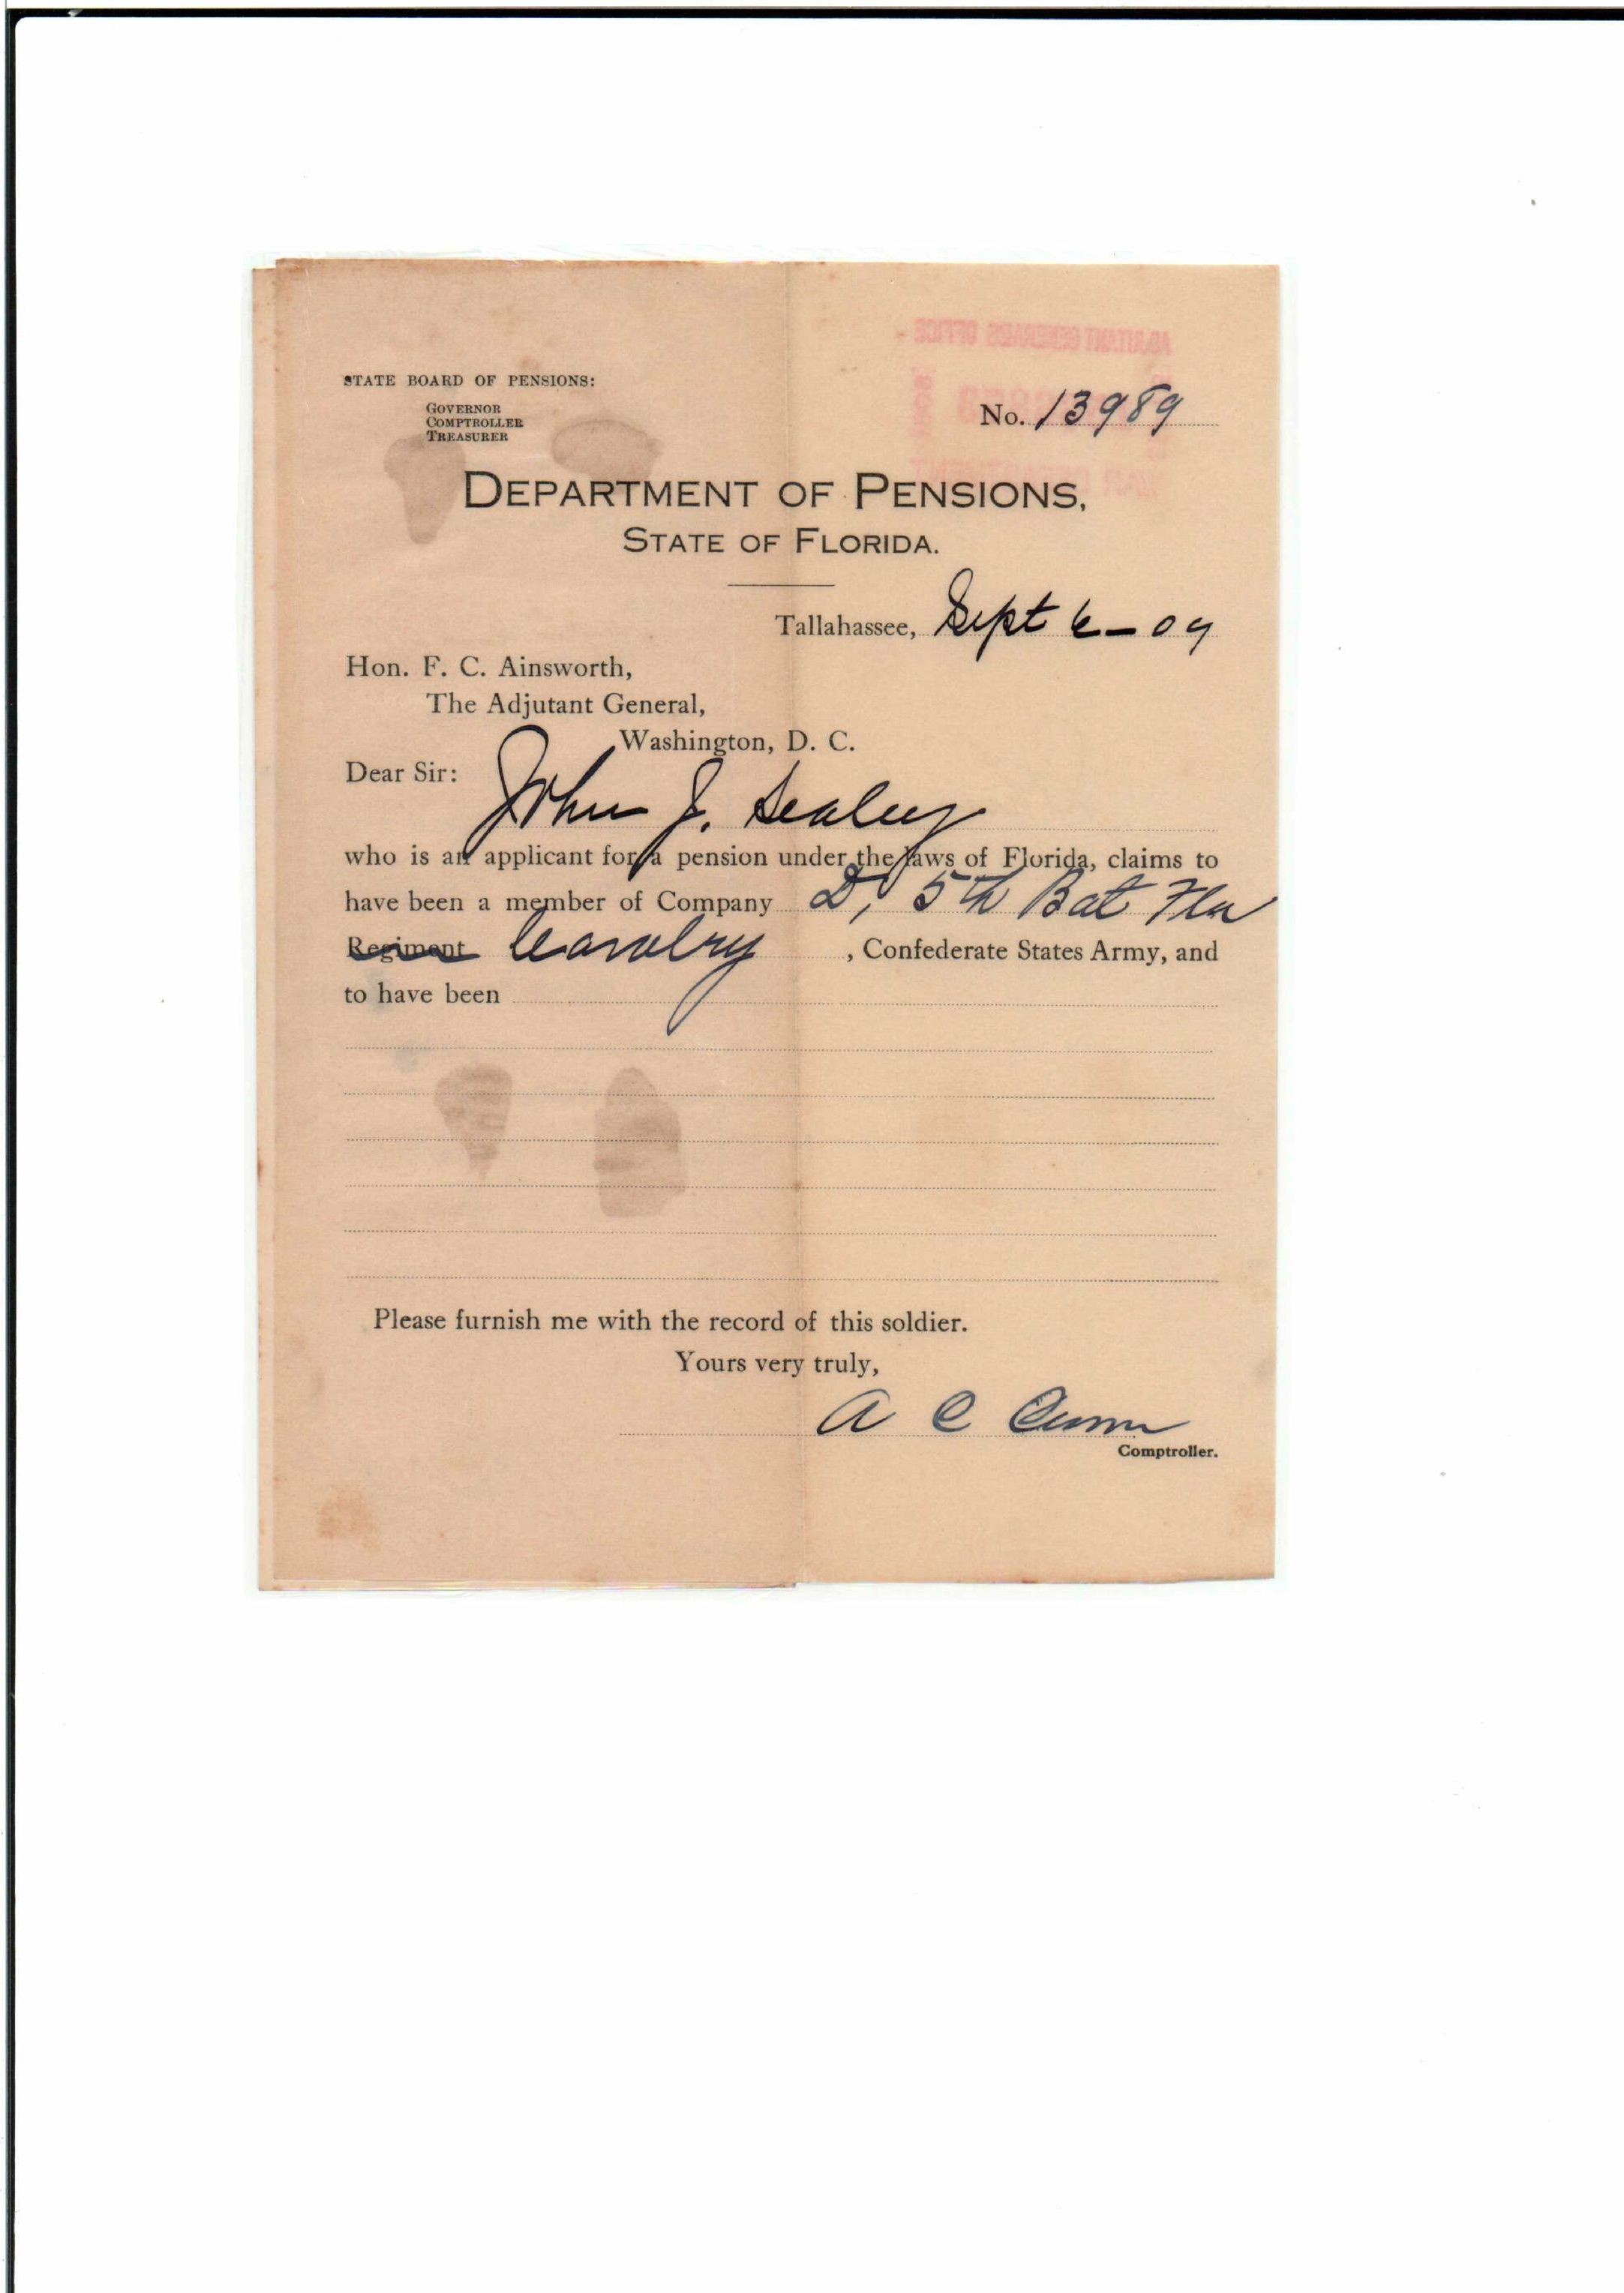 STATE BOARD OF PENSIONS:
GOVERNOR
COMPTROLLER
TREASURER
No. 13989
DEPARTMENT OF PENSIONS,
STATE OF FLORIDA.
Tallahassee, Sept 6-09
Hon. F. C. Ainsworth,
The Adjutant General,
Washington, D. C.
Dear Sir:
John J. Sealey
who is an applicant for a pension under the laws of Florida, claims to
have been a member of Company D, 5th Bat Fla
Regiment Cavalry, Confederate States Army, and
to have been
Please furnish me with the record of this soldier.
Yours very truly,
A C Croom
Comptroller.